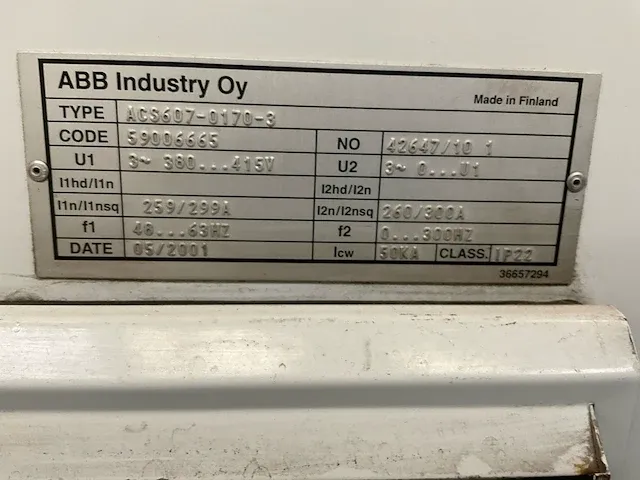 ABB Industry Oy
Made in Finland
TYPE ACS607-0170-3
CODE 59006665 NO 42647/10 1
U1 3~ 380...415V U2 3~ 0...U1
I1hd/I1n I2hd/I2n
I1n/I1nsq 259/299A I2n/I2nsq 260/300A
f1 48...63HZ f2 0...300HZ
DATE 05/2001 Icw 50KA CLASS. IP22
36657294